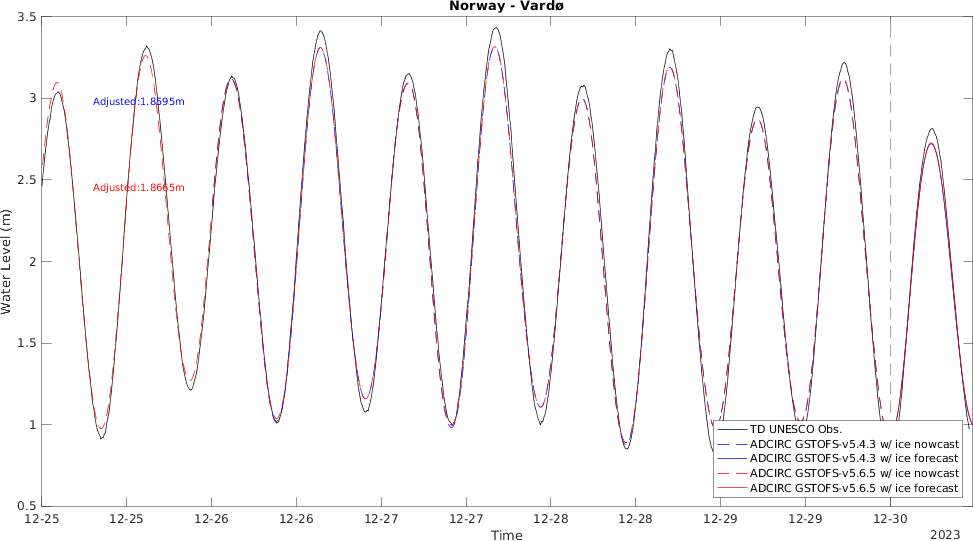 Norway - Vardø
3.5
3
2.5
2
1.5
1
0.5
Water Level (m)
Adjusted:1.8595m
Adjusted:1.8665m
TD UNESCO Obs.
ADCIRC GSTOFS-v5.4.3 w/ ice nowcast
ADCIRC GSTOFS-v5.4.3 w/ ice forecast
ADCIRC GSTOFS-v5.6.5 w/ ice nowcast
ADCIRC GSTOFS-v5.6.5 w/ ice forecast
12-25 12-25 12-26 12-26 12-27 12-27 12-28 12-28 12-29 12-29 12-30
Time
2023